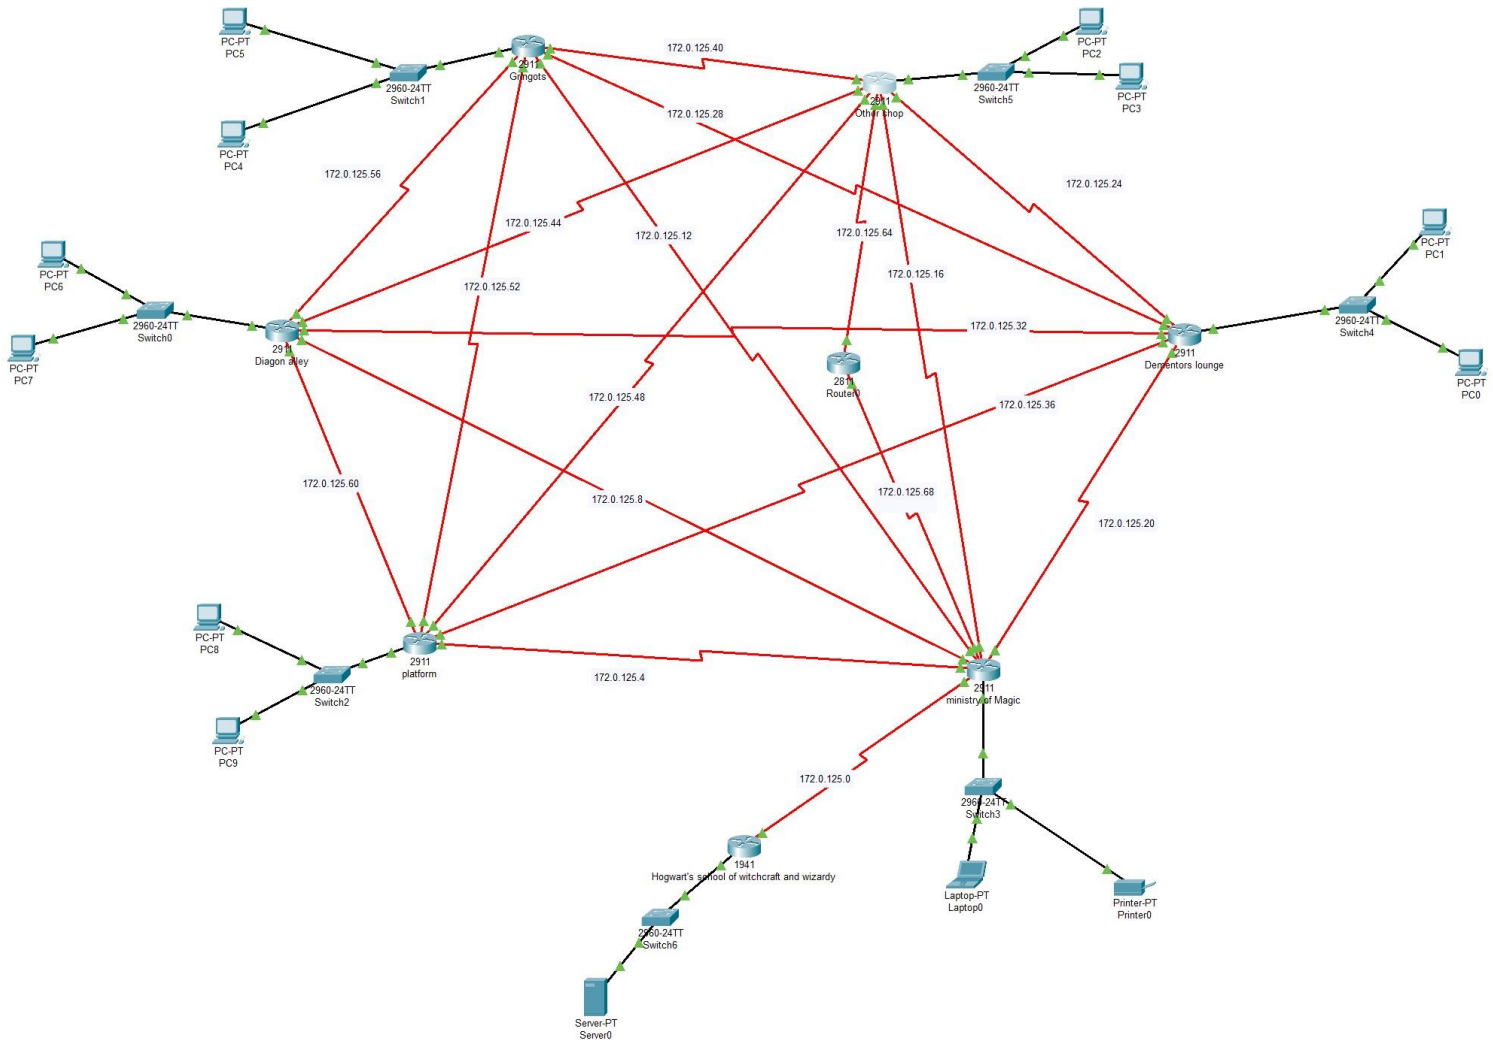 PC-PT
PC5
2960-24TT
Switch1
PC-PT
PC4
2911
Gringots
172.0.125.40
2911
Other shop
2960-24TT
Switch5
PC-PT
PC2
PC-PT
PC3
172.0.125.28
172.0.125.56
172.0.125.24
172.0.125.44
172.0.125.12
172.0.125.64
172.0.125.16
172.0.125.52
PC-PT
PC6
2960-24TT
Switch0
PC-PT
PC7
2911
Diagon alley
172.0.125.32
2811
Router0
2911
Dementors lounge
2960-24TT
Switch4
PC-PT
PC1
PC-PT
PC0
172.0.125.48
172.0.125.36
172.0.125.60
172.0.125.8
172.0.125.68
172.0.125.20
PC-PT
PC8
2960-24TT
Switch2
PC-PT
PC9
2911
platform
172.0.125.4
2911
ministry of Magic
172.0.125.0
2960-24TT
Switch3
1941
Hogwart's school of witchcraft and wizardy
Laptop-PT
Laptop0
Printer-PT
Printer0
2960-24TT
Switch6
Server-PT
Server0